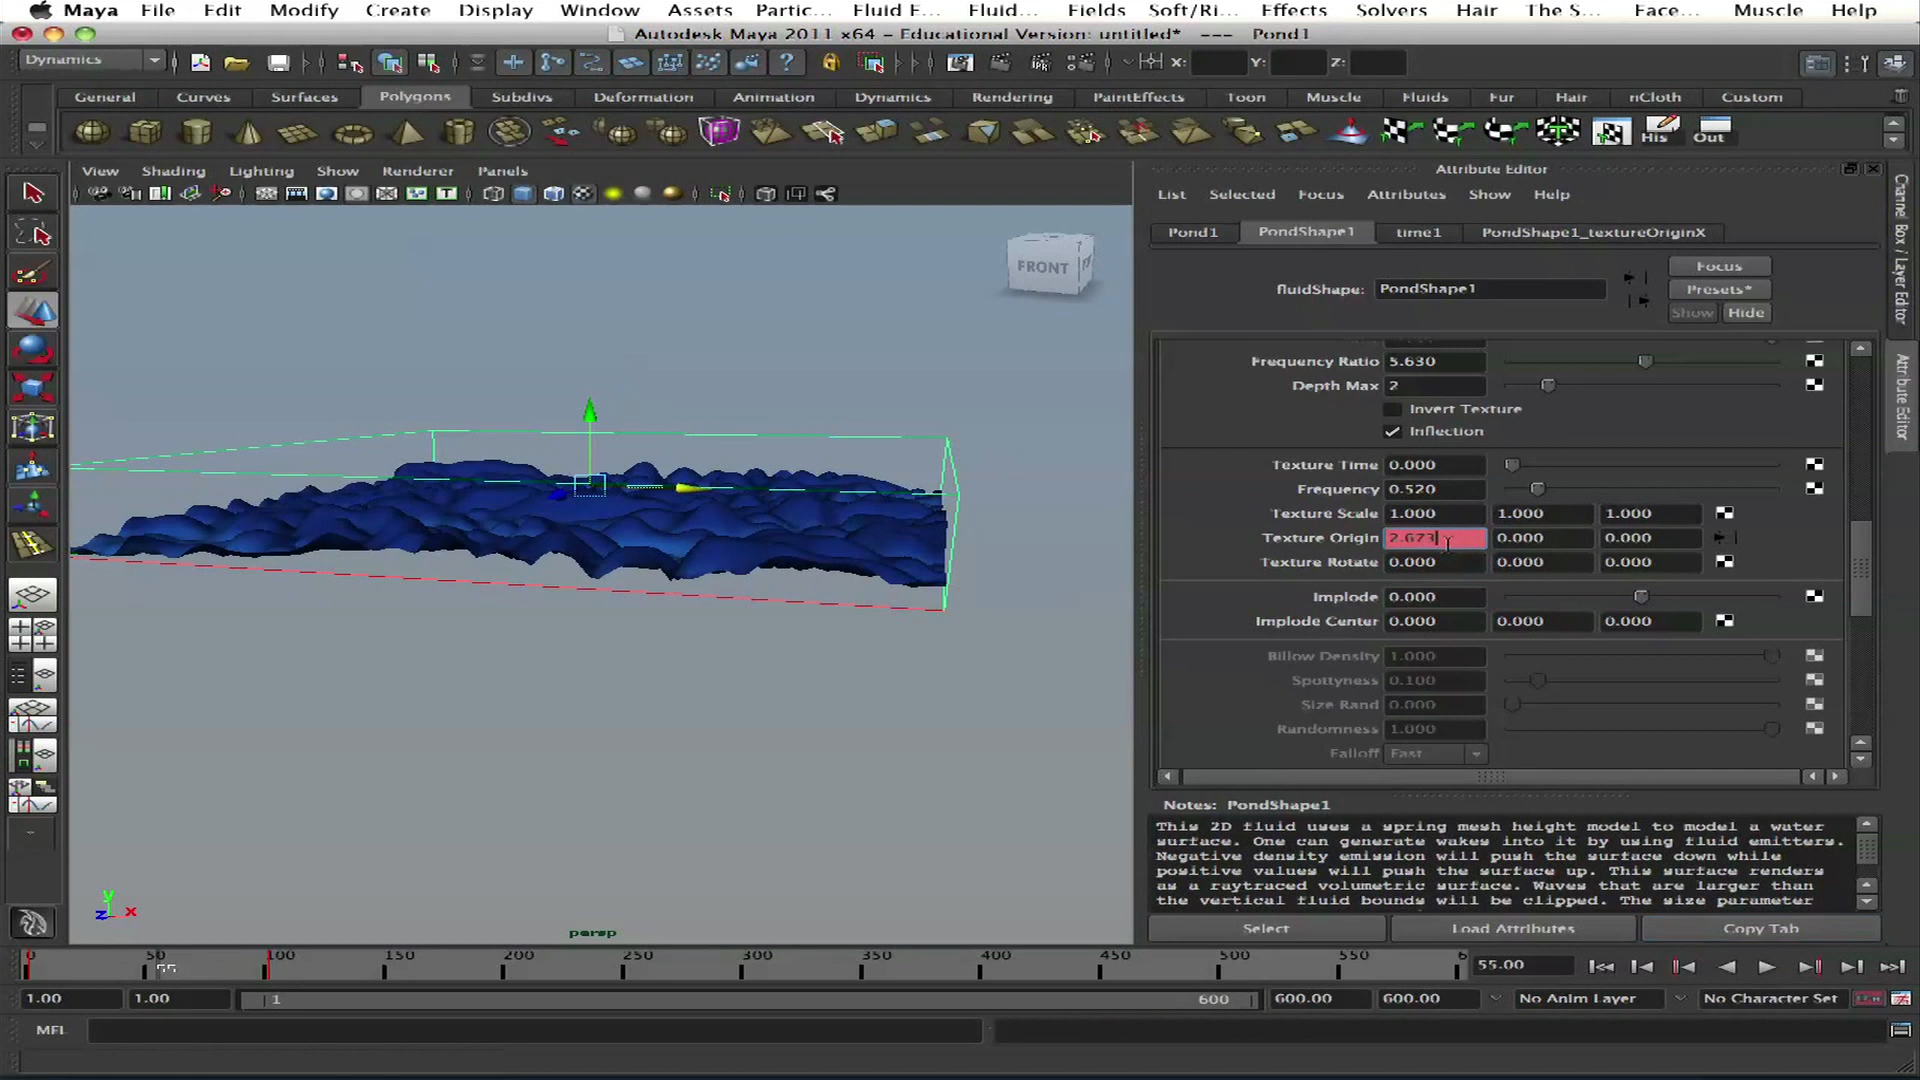 Maya File Edit Modify Create Display Window Assets Partic... Fluid E... Fluid... Fields Soft/Ri... Effects Solvers Hair The S... Face... Muscle Help
Autodesk Maya 2011 x64 - Educational Version: untitled* --- Pond1
Dynamics X: Y: Z:
General Curves Surfaces Polygons Subdivs Deformation Animation Dynamics Rendering PaintEffects Toon Muscle Fluids Fur Hair nCloth Custom
His Out
View Shading Lighting Show Renderer Panels
Attribute Editor
List Selected Focus Attributes Show Help
Pond1 PondShape1 time1 PondShape1_textureOriginX
Focus
fluidShape: PondShape1
Presets*
Show Hide
Channel Box / Layer Editor
Attribute Editor
FRONT
Frequency Ratio 5.630
Depth Max 2
Invert Texture
Inflection
Texture Time 0.000
Frequency 0.520
Texture Scale 1.000 1.000 1.000
Texture Origin 2.673 0.000 0.000
Texture Rotate 0.000 0.000 0.000
Implode 0.000
Implode Center 0.000 0.000 0.000
Billow Density 1.000
Spottyness 0.100
Size Rand 0.000
Randomness 1.000
Falloff Fast
Notes: PondShape1
This 2D fluid uses a spring mesh height model to model a water
surface. One can generate wakes into it by using fluid emitters.
Negative density emission will push the surface down while
positive values will push the surface up. This surface renders
as a raytraced volumetric surface. Waves that are larger than
the vertical fluid bounds will be clipped. The size parameter
Select Load Attributes Copy Tab
y
z x
persp
0 50 100 150 200 250 300 350 400 450 500 550 6
55.00
1.00 1.00 1 600 600.00 600.00 No Anim Layer No Character Set
MEL